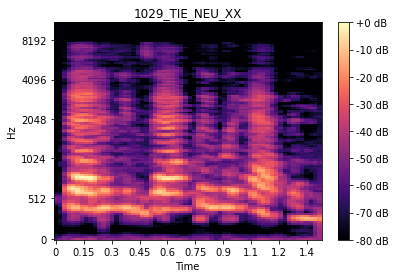 1029_TIE_NEU_XX
8192
4096
2048
1024
512
0
Hz
0 0.15 0.3 0.45 0.6 0.75 0.9 1.1 1.2 1.4
Time
+0 dB
-10 dB
-20 dB
-30 dB
-40 dB
-50 dB
-60 dB
-70 dB
-80 dB